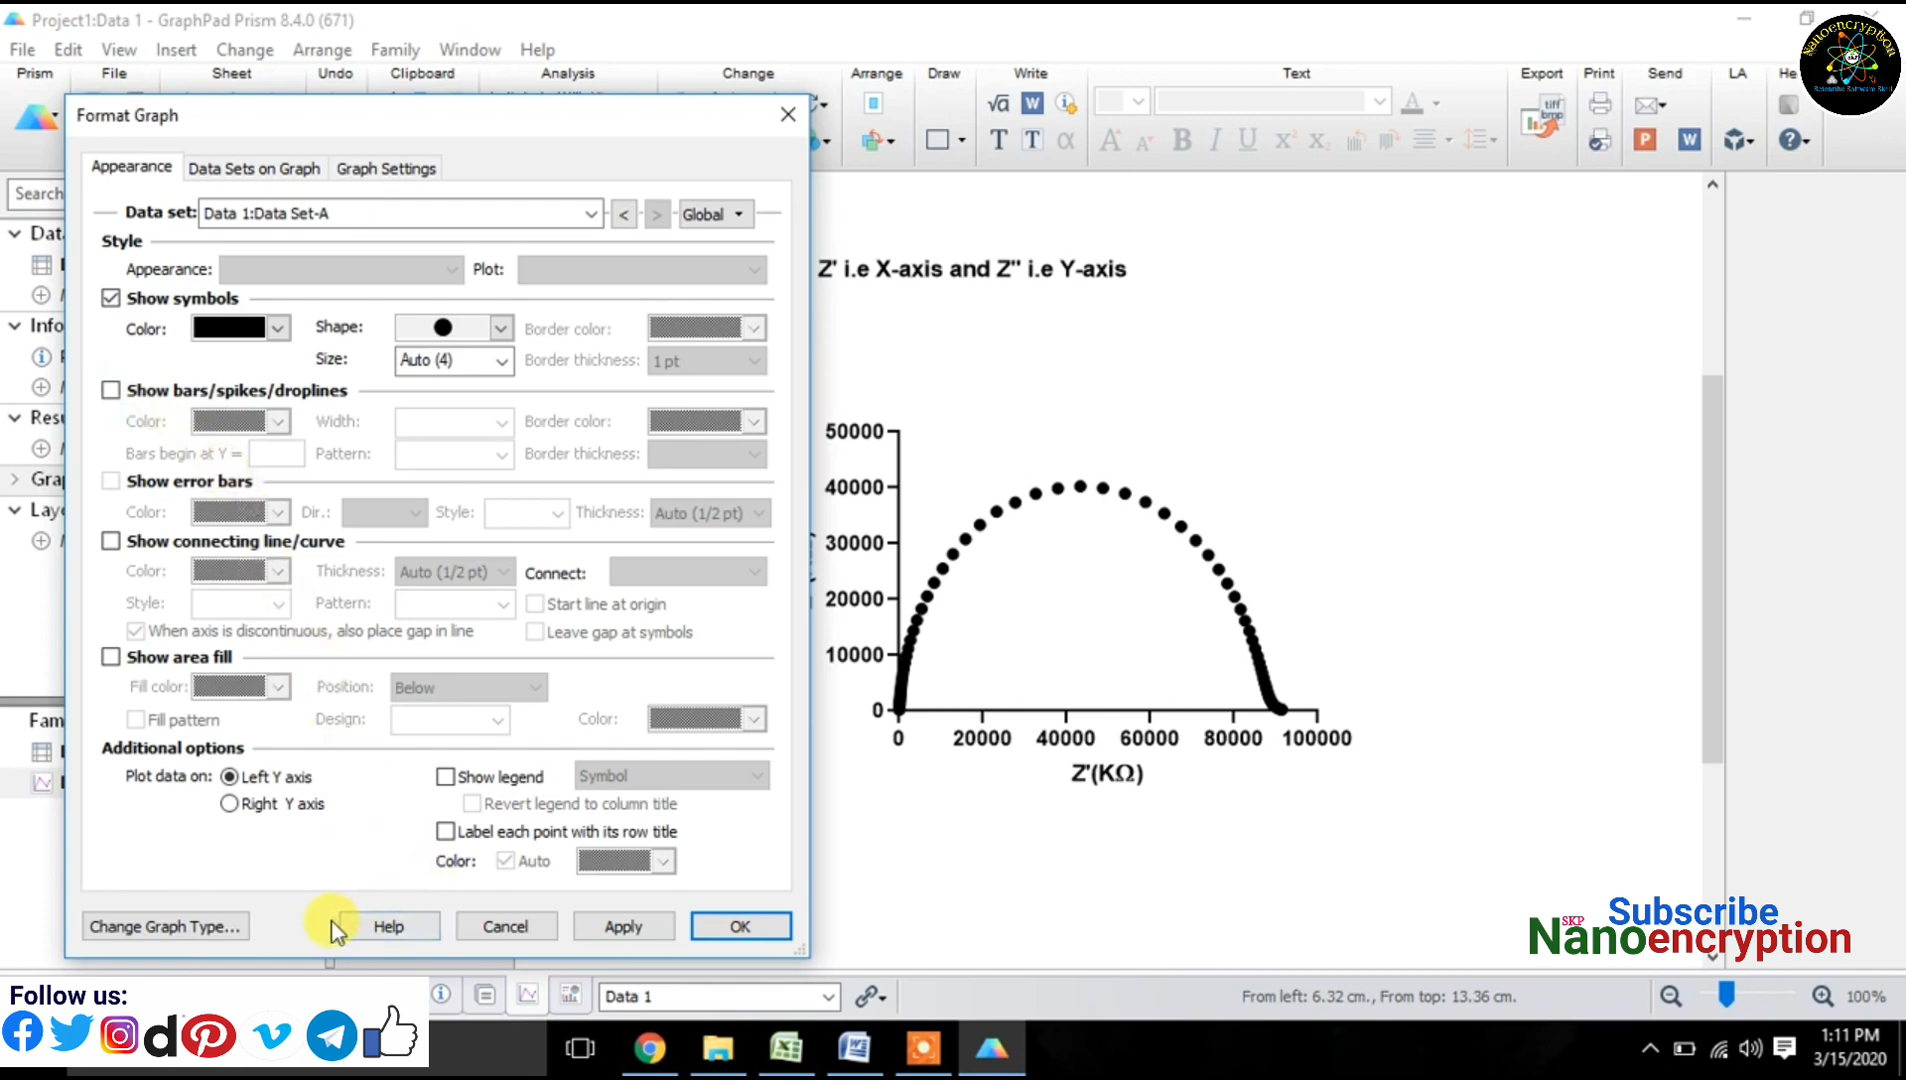 Project1:Data 1 - GraphPad Prism 8.4.0 (671)
File Edit View Insert Change Arrange Family Window Help
Prism File Sheet Undo Clipboard Analysis Change Arrange Draw Write Text Export Print Send LA He
Nanoencryption
Format Graph
Appearance Data Sets on Graph Graph Settings
Search
Data set: Data 1:Data Set-A < > Global
Style
Appearance: Plot:
Show symbols
Color: Shape: Border color:
Size: Auto (4) Border thickness: 1 pt
Show bars/spikes/droplines
Color: Width: Border color:
Bars begin at Y = Pattern: Border thickness:
Show error bars
Color: Dir.: Style: Thickness: Auto (1/2 pt)
Show connecting line/curve
Color: Thickness: Auto (1/2 pt) Connect:
Style: Pattern: Start line at origin
When axis is discontinuous, also place gap in line Leave gap at symbols
Show area fill
Fill color: Position: Below
Fill pattern Design: Color:
Additional options
Plot data on: Left Y axis Show legend Symbol
Right Y axis Revert legend to column title
Label each point with its row title
Color: Auto
Change Graph Type... Help Cancel Apply OK
Dat
Info
Resu
Grap
Laye
Fam
Z' i.e X-axis and Z" i.e Y-axis
50000
40000
30000
20000
10000
0
0 20000 40000 60000 80000 100000
Z'(KΩ)
Subscribe
SKP
Nanoencryption
Follow us:
Data 1
From left: 6.32 cm., From top: 13.36 cm.
100%
1:11 PM
3/15/2020